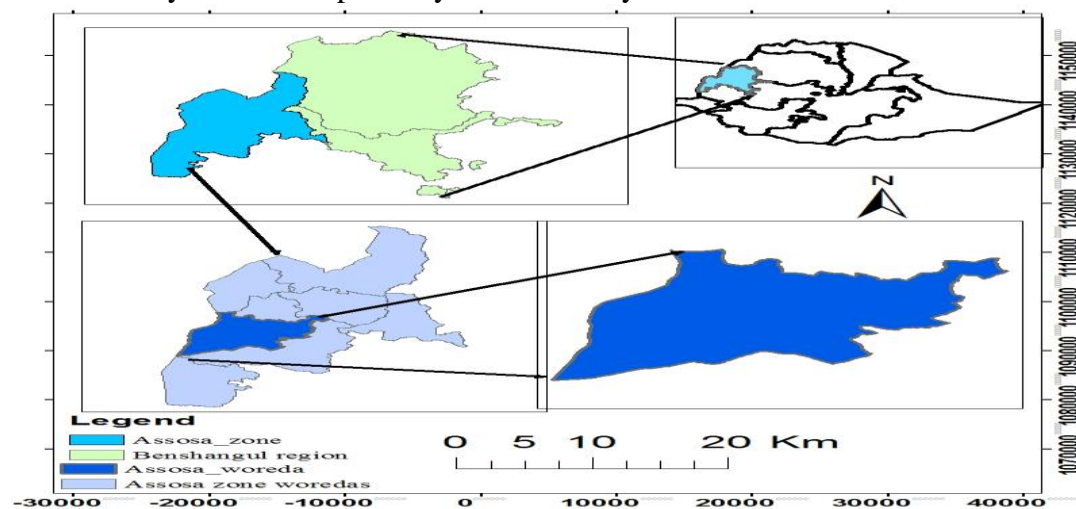 N
1150000
1140000
1130000
1120000
1110000
1100000
1090000
1080000
1070000
Legend
Assosa_zone
Benshangul region
Assosa_woreda
Assosa zone woredas
0 5 10 20 Km
-30000 -20000 -10000 0 10000 20000 30000 40000